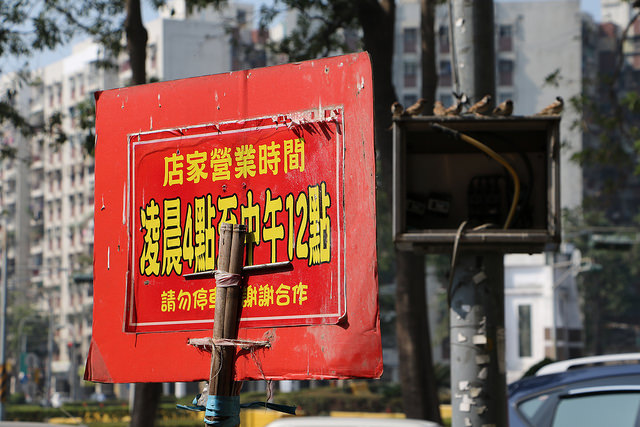 店家營業時間
凌晨4點至中午12點
請勿停車 謝謝合作